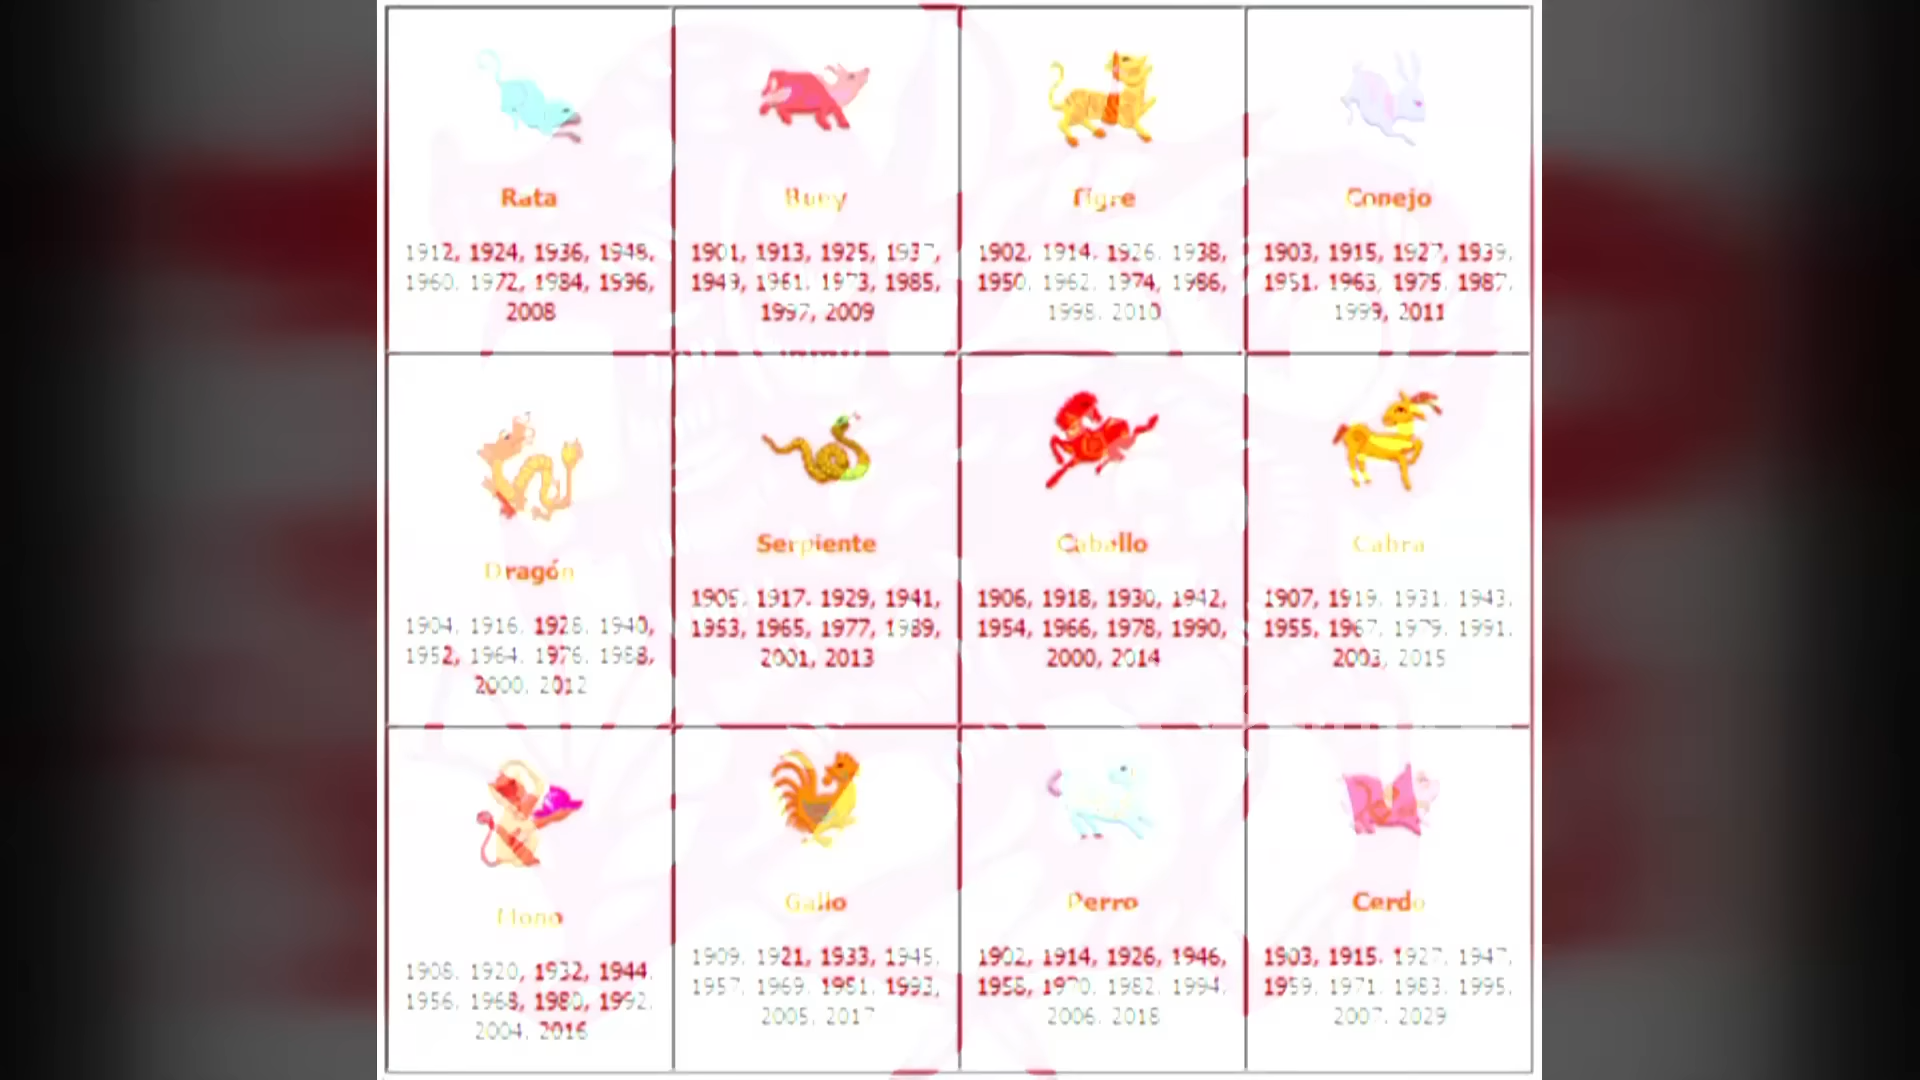 Rata
1912, 1924, 1936, 1948,
1960, 1972, 1984, 1996,
2008
Buey
1901, 1913, 1925, 1937,
1949, 1961, 1973, 1985,
1997, 2009
Tigre
1902, 1914, 1926, 1938,
1950, 1962, 1974, 1986,
1998, 2010
Conejo
1903, 1915, 1927, 1939,
1951, 1963, 1975, 1987,
1999, 2011
Dragón
1904, 1916, 1928, 1940,
1952, 1964, 1976, 1988,
2000, 2012
Serpiente
1905, 1917, 1929, 1941,
1953, 1965, 1977, 1989,
2001, 2013
Caballo
1906, 1918, 1930, 1942,
1954, 1966, 1978, 1990,
2000, 2014
Cabra
1907, 1919, 1931, 1943,
1955, 1967, 1979, 1991,
2003, 2015
Mono
1908, 1920, 1932, 1944,
1956, 1968, 1980, 1992,
2004, 2016
Gallo
1909, 1921, 1933, 1945,
1957, 1969, 1981, 1993,
2005, 2017
Perro
1902, 1914, 1926, 1946,
1958, 1970, 1982, 1994,
2006, 2018
Cerdo
1903, 1915, 1927, 1947,
1959, 1971, 1983, 1995,
2007, 2029